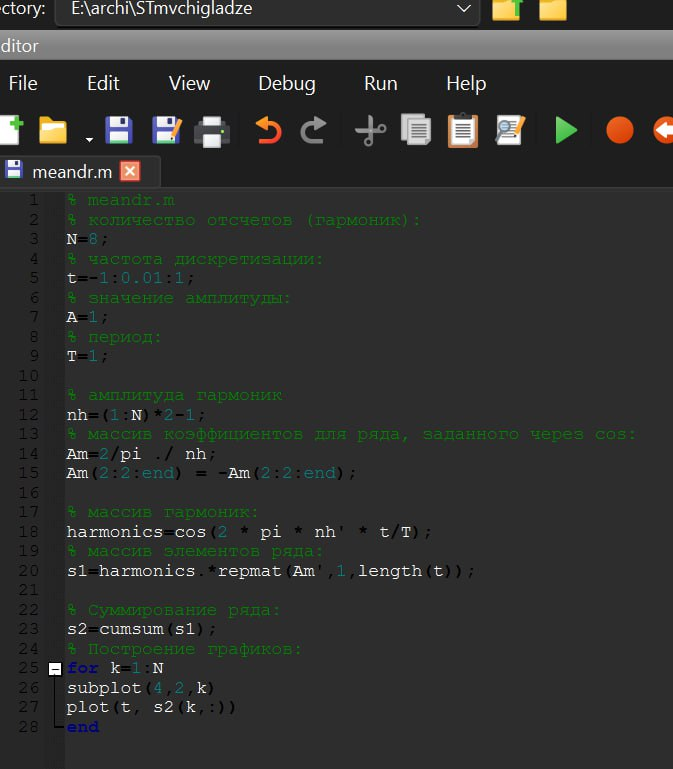 ctory: E:\archi\STmvchigladze
ditor
File Edit View Debug Run Help
meandr.m
1 % meandr.m
2 % количество отсчетов (гармоник):
3 N=8;
4 % частота дискретизации:
5 t=-1:0.01:1;
6 % значение амплитуды:
7 A=1;
8 % период:
9 T=1;
10
11 % амплитуда гармоник
12 nh=(1:N)*2-1;
13 % массив коэффициентов для ряда, заданного через cos:
14 Am=2/pi ./ nh;
15 Am(2:2:end) = -Am(2:2:end);
16
17 % массив гармоник:
18 harmonics=cos(2 * pi * nh' * t/T);
19 % массив элементов ряда:
20 s1=harmonics.*repmat(Am',1,length(t));
21
22 % Суммирование ряда:
23 s2=cumsum(s1);
24 % Построение графиков:
25 for k=1:N
26 subplot(4,2,k)
27 plot(t, s2(k,:))
28 end